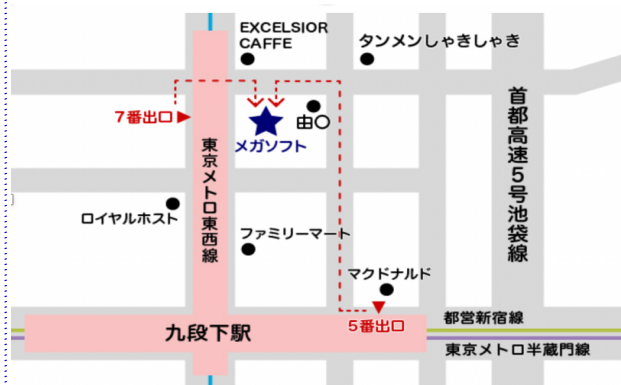 EXCELSIOR
CAFFE
タンメンしゃきしゃき
7番出口
由〇
メガソフト
東京メトロ東西線
首都高速5号池袋線
ロイヤルホスト
ファミリーマート
マクドナルド
5番出口
九段下駅
都営新宿線
東京メトロ半蔵門線